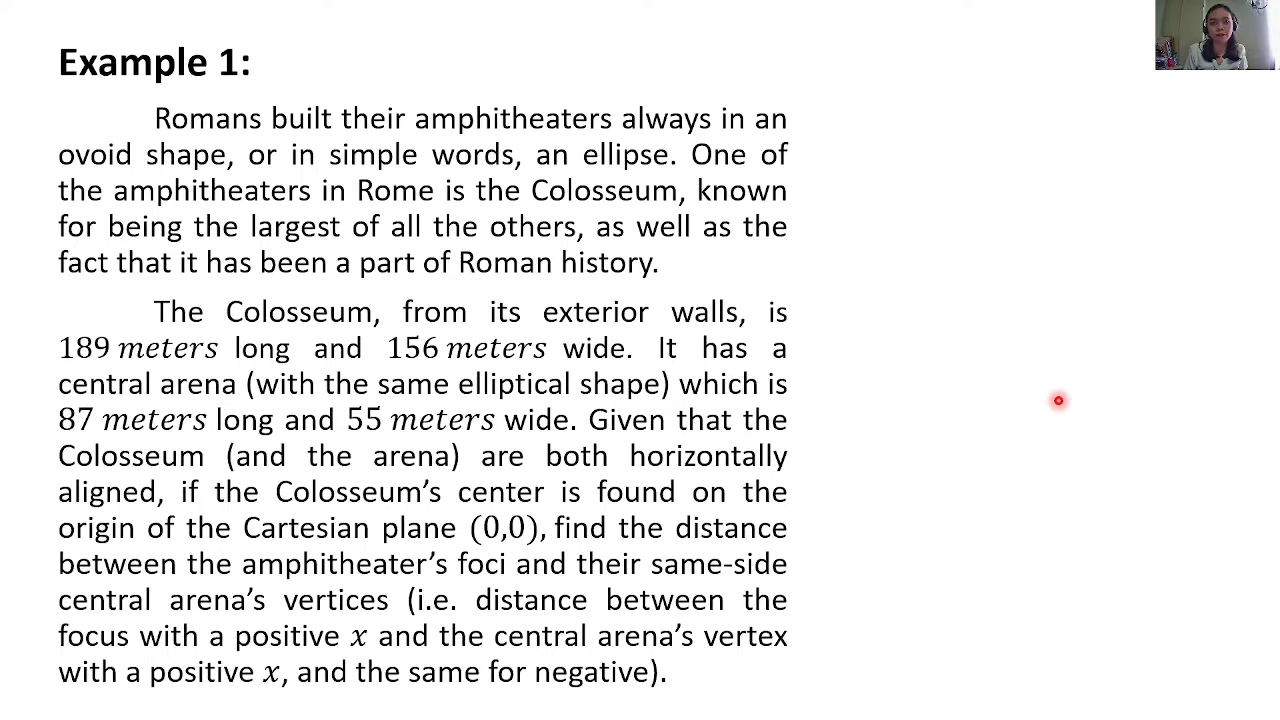 Example 1:
Romans built their amphitheaters always in an
ovoid shape, or in simple words, an ellipse. One of
the amphitheaters in Rome is the Colosseum, known
for being the largest of all the others, as well as the
fact that it has been a part of Roman history.
The Colosseum, from its exterior walls, is
189 meters long and 156 meters wide. It has a
central arena (with the same elliptical shape) which is
87 meters long and 55 meters wide. Given that the
Colosseum (and the arena) are both horizontally
aligned, if the Colosseum’s center is found on the
origin of the Cartesian plane (0,0), find the distance
between the amphitheater’s foci and their same-side
central arena’s vertices (i.e. distance between the
focus with a positive x and the central arena’s vertex
with a positive x, and the same for negative).